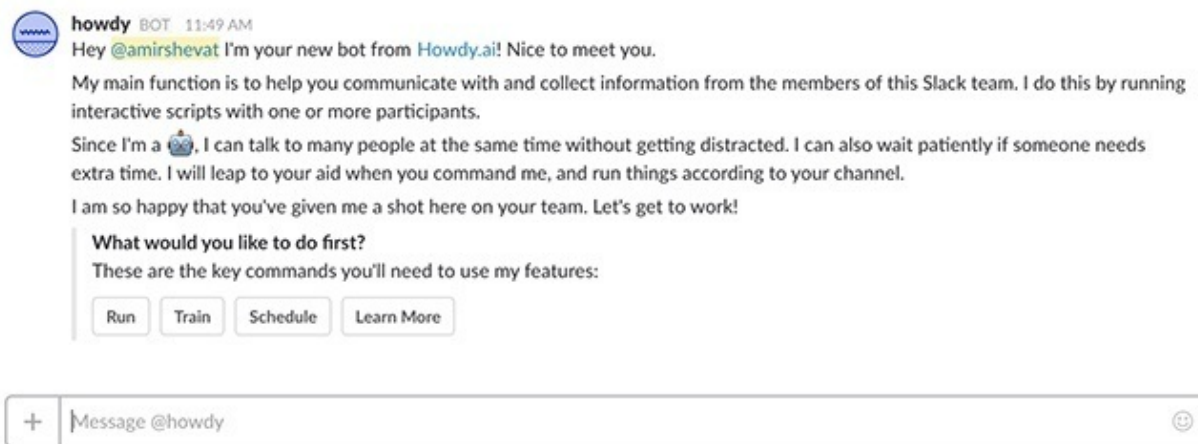 howdy BOT 11:49 AM
Hey @amirshevat I'm your new bot from Howdy.ai! Nice to meet you.
My main function is to help you communicate with and collect information from the members of this Slack team. I do this by running
interactive scripts with one or more participants.
Since I'm a 🤖, I can talk to many people at the same time without getting distracted. I can also wait patiently if someone needs
extra time. I will leap to your aid when you command me, and run things according to your channel.
I am so happy that you've given me a shot here on your team. Let's get to work!
What would you like to do first?
These are the key commands you'll need to use my features:
Run Train Schedule Learn More
+ Message @howdy